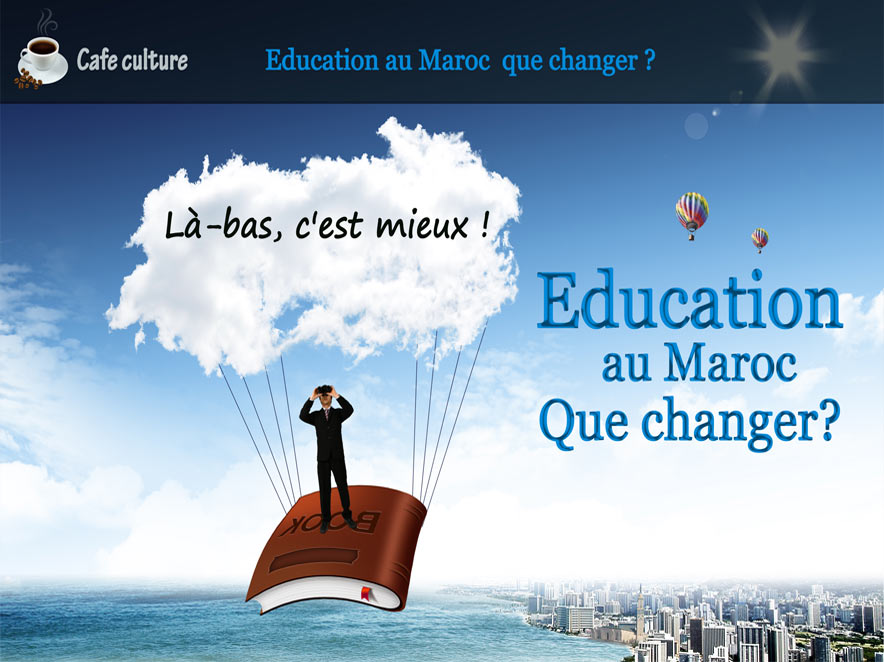 Cafe culture
Education au Maroc que changer ?
Là-bas, c'est mieux !
Education
au Maroc
Que changer?
BOOK